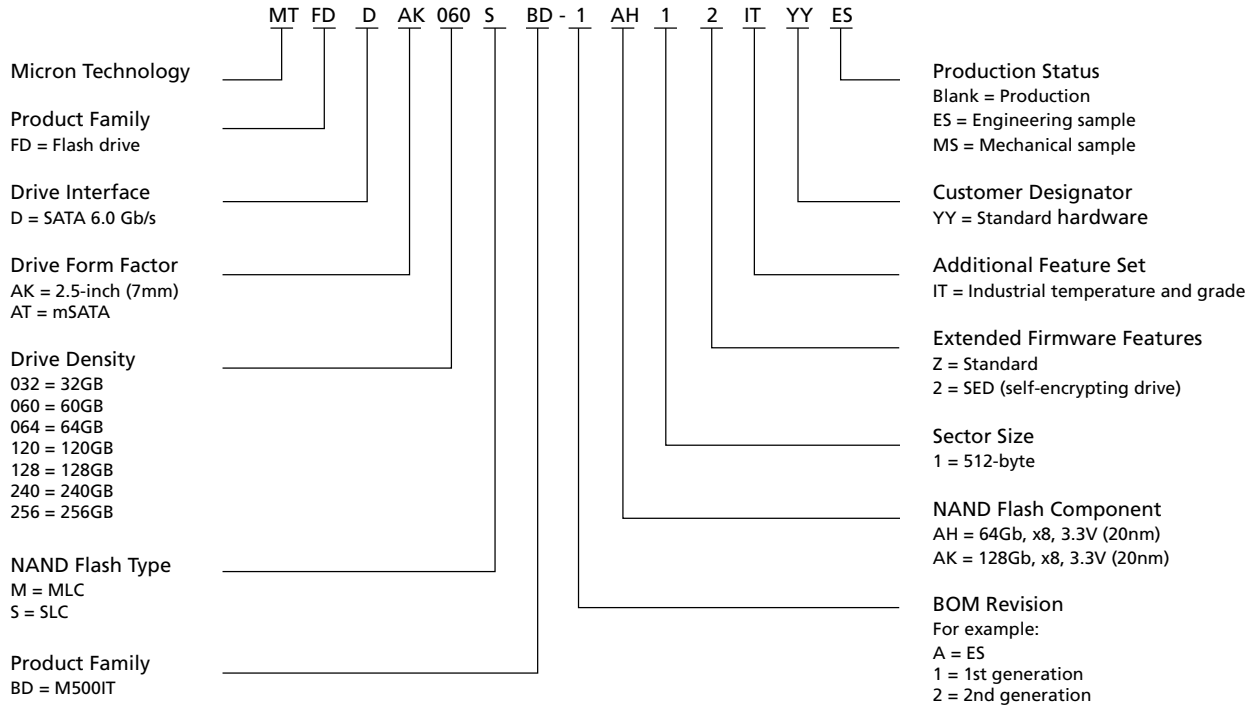 MT FD D AK 060 S BD - 1 AH 1 2 IT YY ES
Micron Technology
Product Family
FD = Flash drive
Drive Interface
D = SATA 6.0 Gb/s
Drive Form Factor
AK = 2.5-inch (7mm)
AT = mSATA
Drive Density
032 = 32GB
060 = 60GB
064 = 64GB
120 = 120GB
128 = 128GB
240 = 240GB
256 = 256GB
NAND Flash Type
M = MLC
S = SLC
Product Family
BD = M500IT
Production Status
Blank = Production
ES = Engineering sample
MS = Mechanical sample
Customer Designator
YY = Standard hardware
Additional Feature Set
IT = Industrial temperature and grade
Extended Firmware Features
Z = Standard
2 = SED (self-encrypting drive)
Sector Size
1 = 512-byte
NAND Flash Component
AH = 64Gb, x8, 3.3V (20nm)
AK = 128Gb, x8, 3.3V (20nm)
BOM Revision
For example:
A = ES
1 = 1st generation
2 = 2nd generation